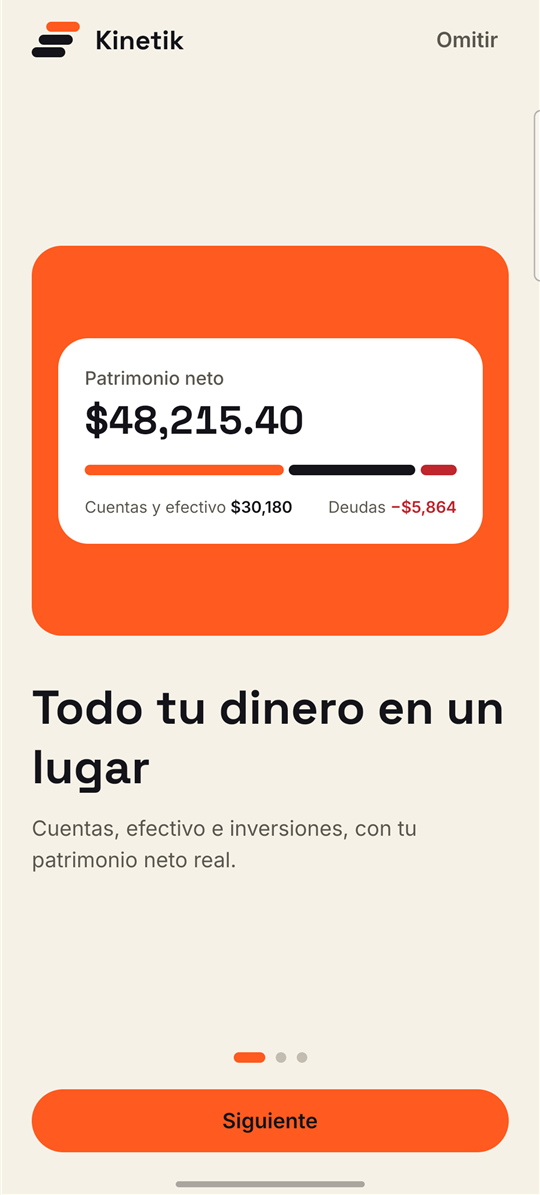 Kinetik
Omitir
Patrimonio neto
$48,215.40
Cuentas y efectivo $30,180
Deudas −$5,864
Todo tu dinero en un
lugar
Cuentas, efectivo e inversiones, con tu
patrimonio neto real.
Siguiente